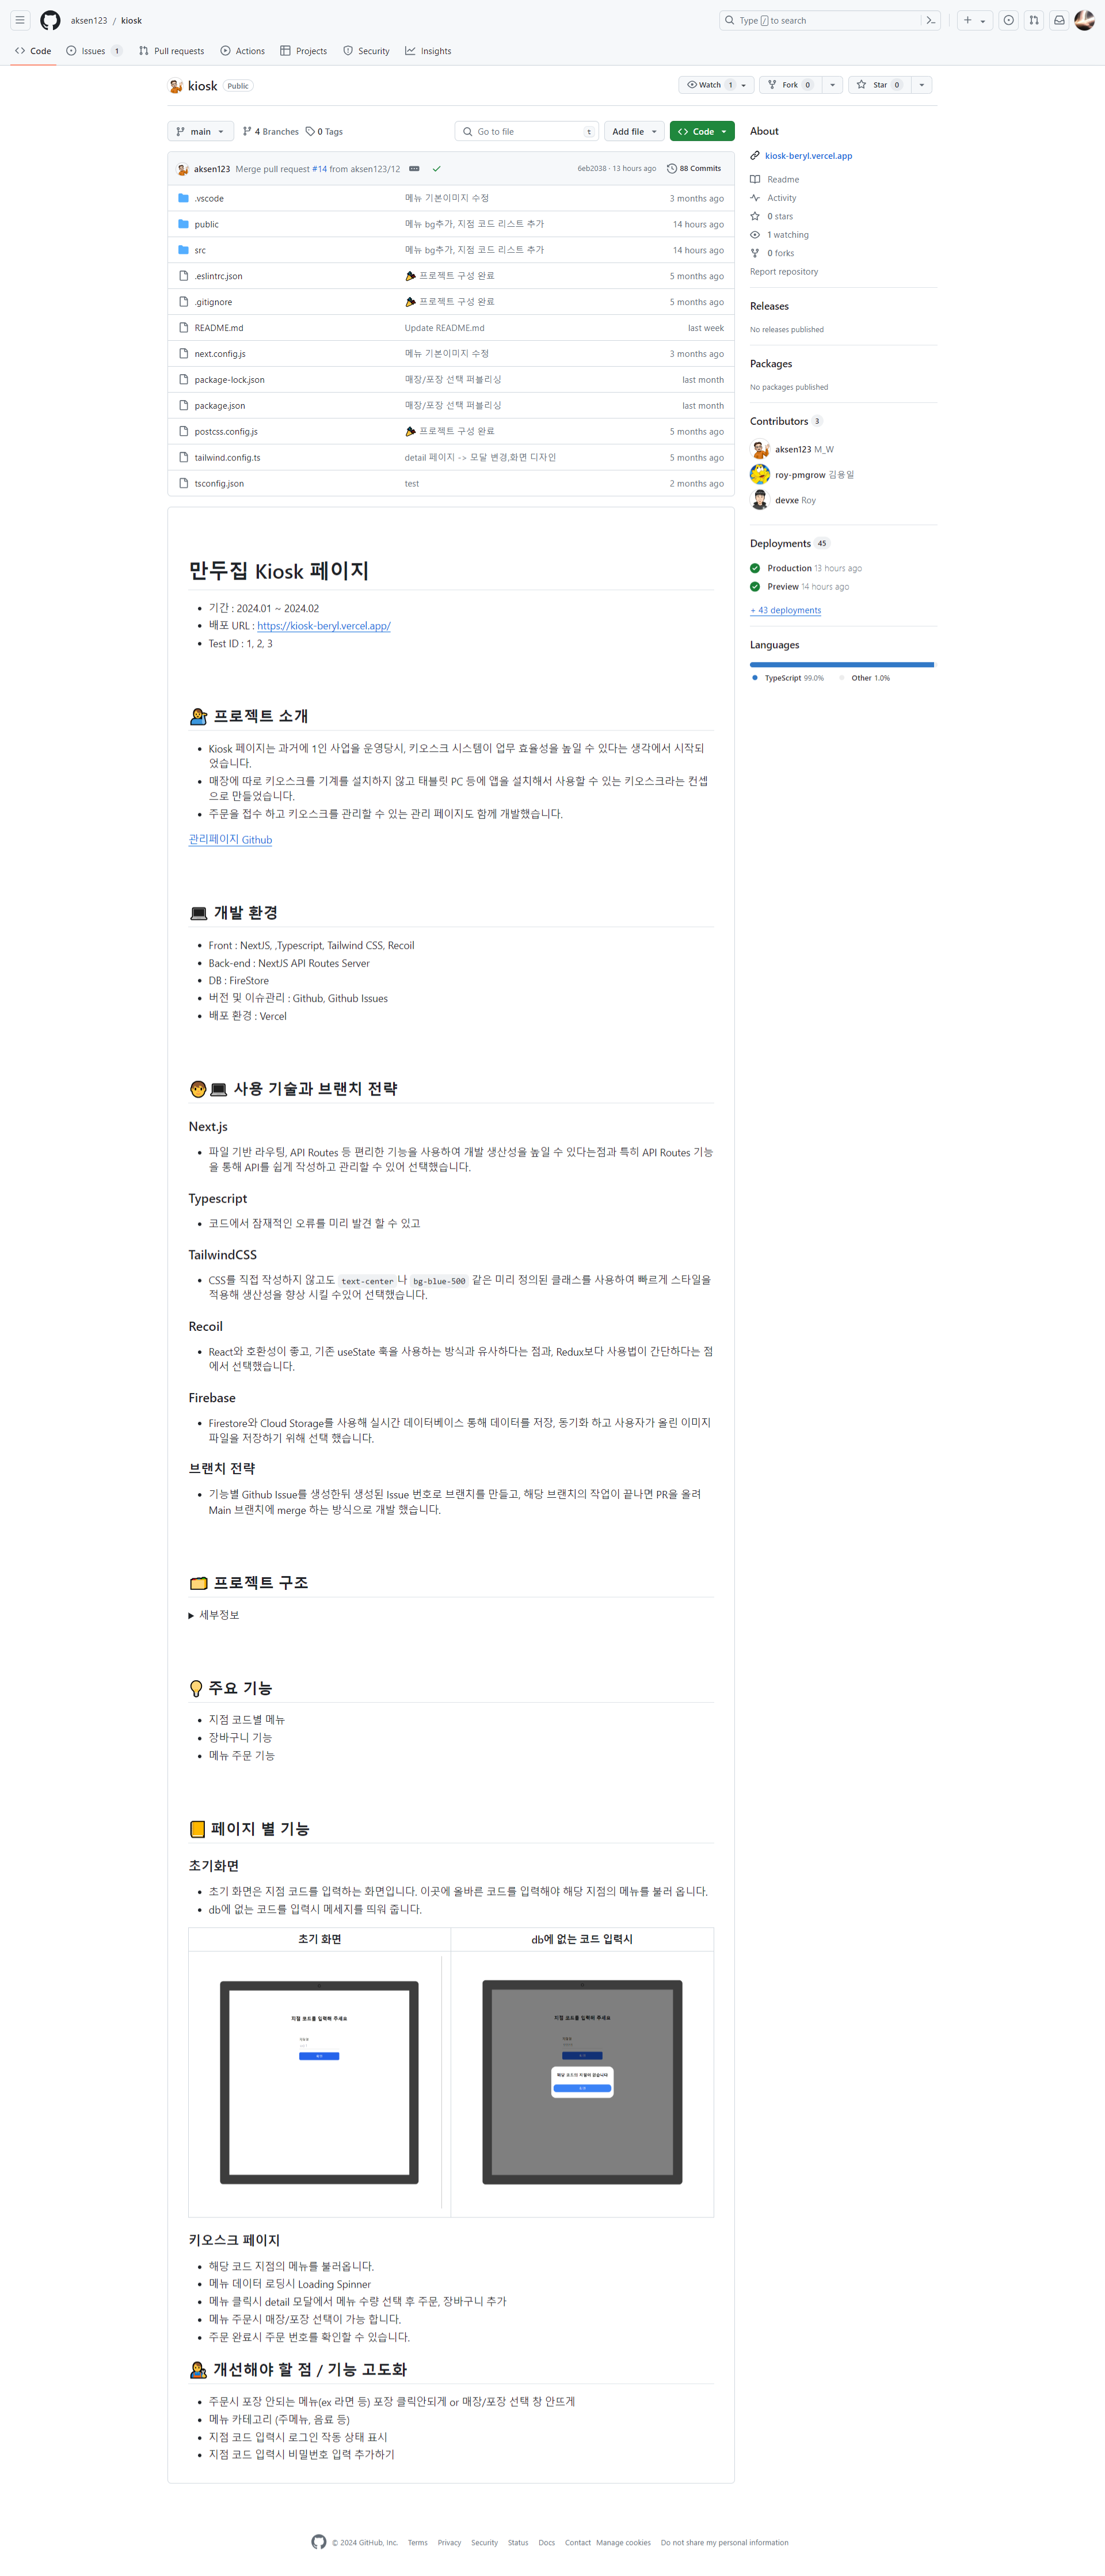 aksen123 / kiosk
Type / to search
Code
Issues 1
Pull requests
Actions
Projects
Security
Insights
kiosk Public
Watch 1
Fork 0
Star 0
main
4 Branches
0 Tags
Go to file t
Add file
Code
aksen123 Merge pull request #14 from aksen123/12
6eb2038 · 13 hours ago
88 Commits
.vscode 메뉴 기본이미지 수정 3 months ago
public 메뉴 bg추가, 지점 코드 리스트 추가 14 hours ago
src 메뉴 bg추가, 지점 코드 리스트 추가 14 hours ago
.eslintrc.json 🎉 프로젝트 구성 완료 5 months ago
.gitignore 🎉 프로젝트 구성 완료 5 months ago
README.md Update README.md last week
next.config.js 메뉴 기본이미지 수정 3 months ago
package-lock.json 매장/포장 선택 퍼블리싱 last month
package.json 매장/포장 선택 퍼블리싱 last month
postcss.config.js 🎉 프로젝트 구성 완료 5 months ago
tailwind.config.ts detail 페이지 -> 모달 변경,화면 디자인 5 months ago
tsconfig.json test 2 months ago
만두집 Kiosk 페이지
기간 : 2024.01 ~ 2024.02
배포 URL : https://kiosk-beryl.vercel.app/
Test ID : 1, 2, 3
프로젝트 소개
Kiosk 페이지는 과거에 1인 사업을 운영당시, 키오스크 시스템이 업무 효율성을 높일 수 있다는 생각에서 시작되
었습니다.
매장에 따로 키오스크를 기계를 설치하지 않고 태블릿 PC 등에 앱을 설치해서 사용할 수 있는 키오스크라는 컨셉
으로 만들었습니다.
주문을 접수 하고 키오스크를 관리할 수 있는 관리 페이지도 함께 개발했습니다.
관리페이지 Github
💻 개발 환경
Front : NextJS, ,Typescript, Tailwind CSS, Recoil
Back-end : NextJS API Routes Server
DB : FireStore
버전 및 이슈관리 : Github, Github Issues
배포 환경 : Vercel
사용 기술과 브랜치 전략
Next.js
파일 기반 라우팅, API Routes 등 편리한 기능을 사용하여 개발 생산성을 높일 수 있다는점과 특히 API Routes 기능
을 통해 API를 쉽게 작성하고 관리할 수 있어 선택했습니다.
Typescript
코드에서 잠재적인 오류를 미리 발견 할 수 있고
TailwindCSS
CSS를 직접 작성하지 않고도 text-center 나 bg-blue-500 같은 미리 정의된 클래스를 사용하여 빠르게 스타일을
적용해 생산성을 향상 시킬 수있어 선택했습니다.
Recoil
React와 호환성이 좋고, 기존 useState 훅을 사용하는 방식과 유사하다는 점과, Redux보다 사용법이 간단하다는 점
에서 선택했습니다.
Firebase
Firestore와 Cloud Storage를 사용해 실시간 데이터베이스 통해 데이터를 저장, 동기화 하고 사용자가 올린 이미지
파일을 저장하기 위해 선택 했습니다.
브랜치 전략
기능별 Github Issue를 생성한뒤 생성된 Issue 번호로 브랜치를 만들고, 해당 브랜치의 작업이 끝나면 PR을 올려
Main 브랜치에 merge 하는 방식으로 개발 했습니다.
프로젝트 구조
세부정보
주요 기능
지점 코드별 메뉴
장바구니 기능
메뉴 주문 기능
페이지 별 기능
초기화면
초기 화면은 지점 코드를 입력하는 화면입니다. 이곳에 올바른 코드를 입력해야 해당 지점의 메뉴를 불러 옵니다.
db에 없는 코드를 입력시 메세지를 띄워 줍니다.
초기 화면
db에 없는 코드 입력시
지점 코드를 입력해 주세요
지점 코드를 입력해 주세요
해당 코드의 지점이 없습니다
키오스크 페이지
해당 코드 지점의 메뉴를 불러옵니다.
메뉴 데이터 로딩시 Loading Spinner
메뉴 클릭시 detail 모달에서 메뉴 수량 선택 후 주문, 장바구니 추가
메뉴 주문시 매장/포장 선택이 가능 합니다.
주문 완료시 주문 번호를 확인할 수 있습니다.
개선해야 할 점 / 기능 고도화
주문시 포장 안되는 메뉴(ex 라면 등) 포장 클릭안되게 or 매장/포장 선택 창 안뜨게
메뉴 카테고리 (주메뉴, 음료 등)
지점 코드 입력시 로그인 작동 상태 표시
지점 코드 입력시 비밀번호 입력 추가하기
About
kiosk-beryl.vercel.app
Readme
Activity
0 stars
1 watching
0 forks
Report repository
Releases
No releases published
Packages
No packages published
Contributors 3
aksen123 M_W
roy-pmgrow 김용일
devxe Roy
Deployments 45
Production 13 hours ago
Preview 14 hours ago
+ 43 deployments
Languages
TypeScript 99.0%
Other 1.0%
© 2024 GitHub, Inc. Terms Privacy Security Status Docs Contact Manage cookies Do not share my personal information